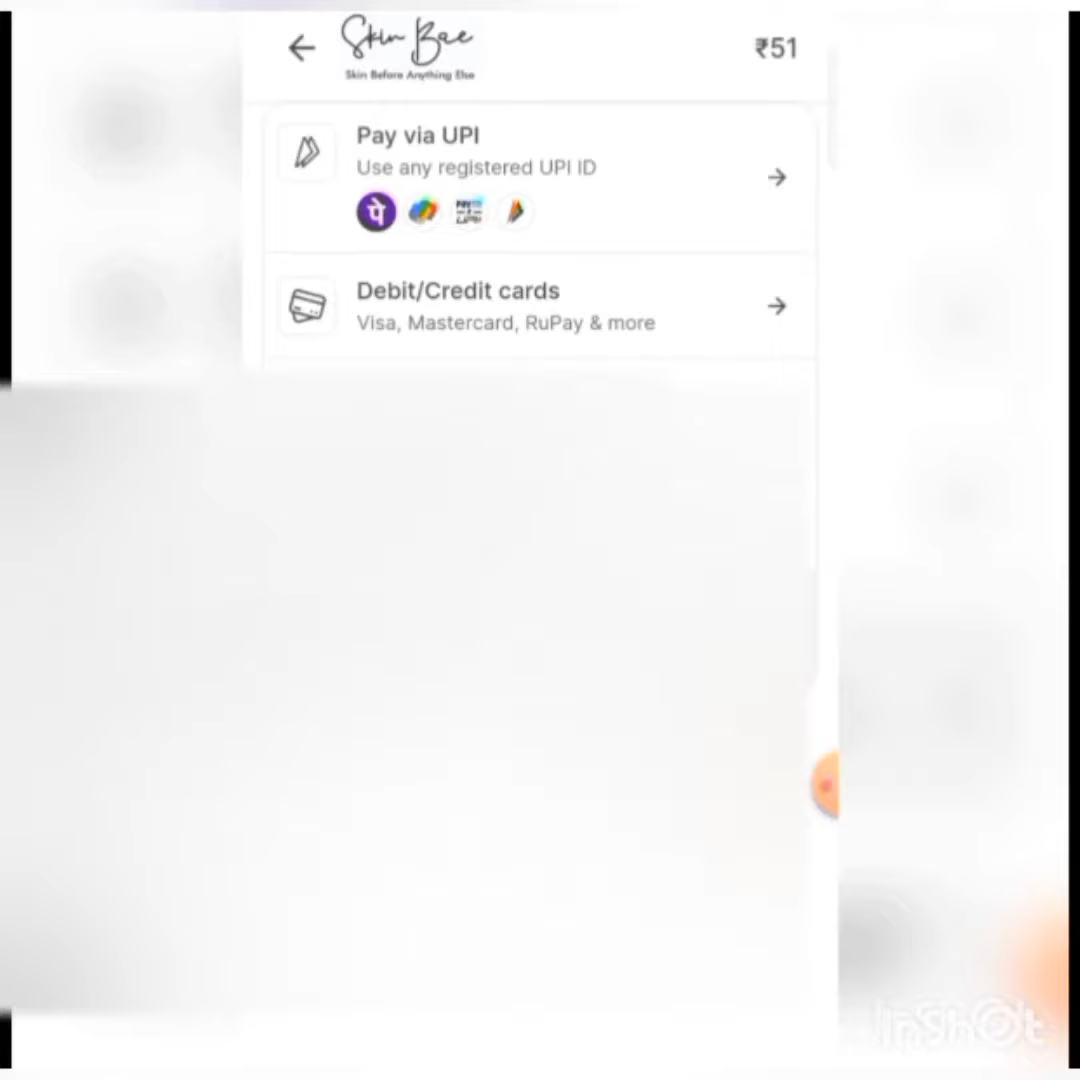 Skin Bae
₹51
Skin Before Anything Else
Pay via UPI
Use any registered UPI ID
पे
Debit/Credit cards
Visa, Mastercard, RuPay & more
InShOt